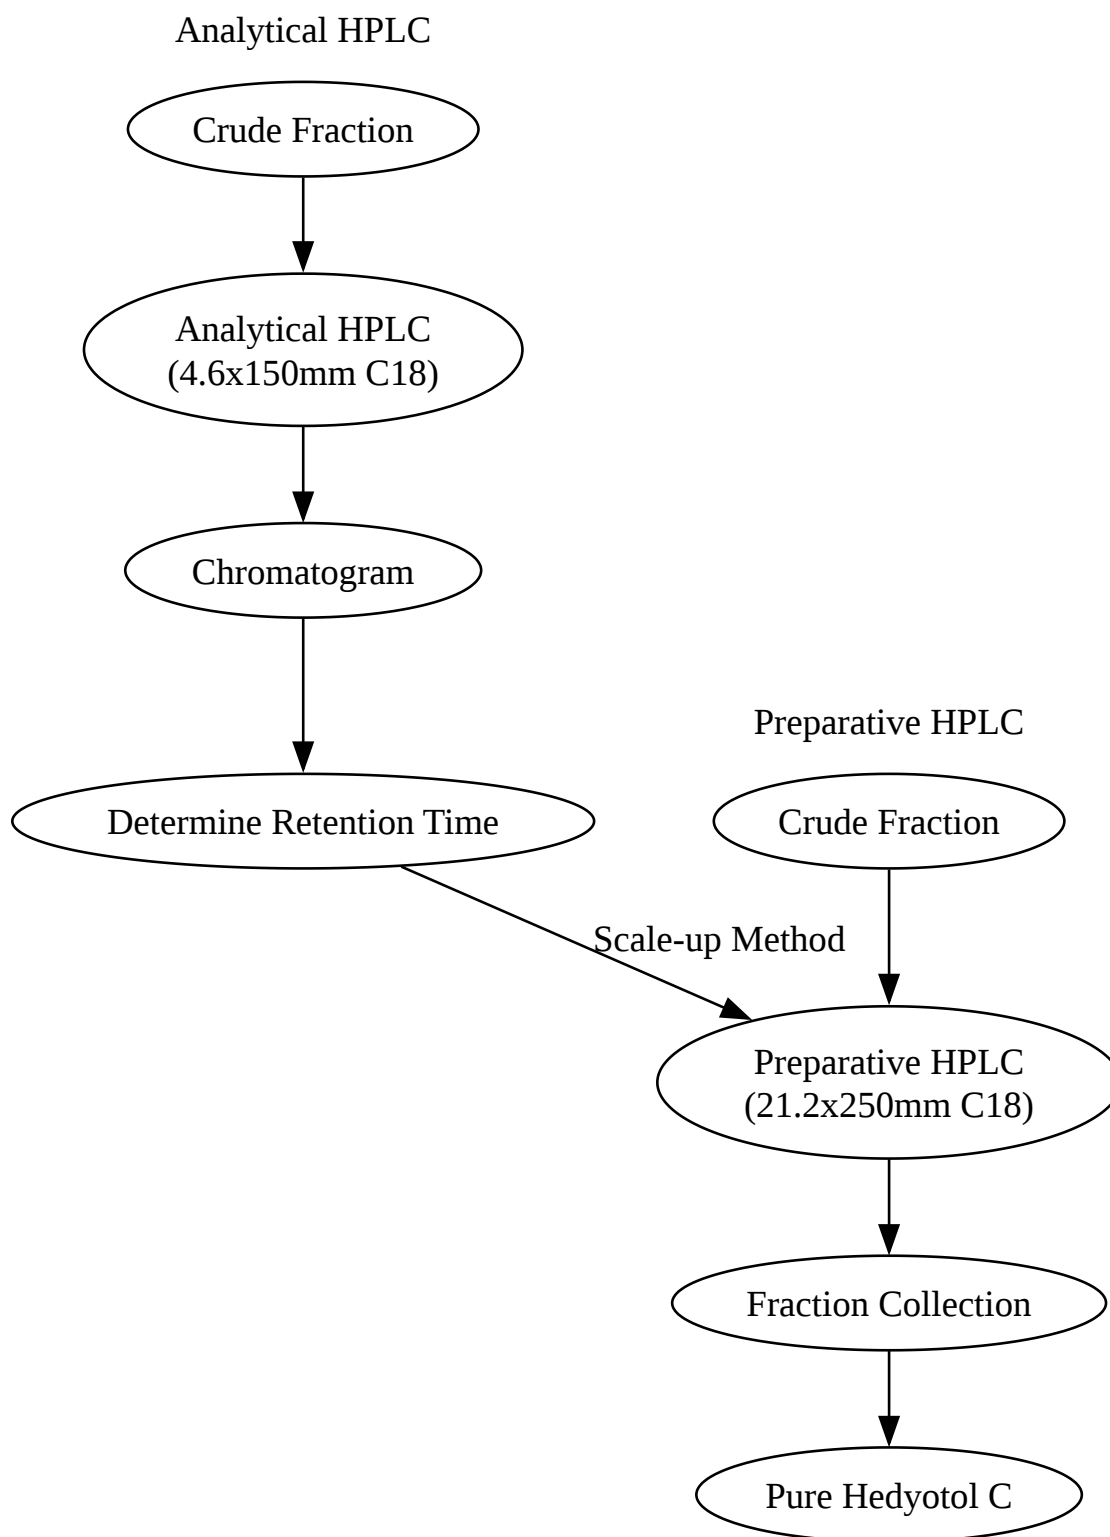 Analytical HPLC
Crude Fraction
Analytical HPLC
(4.6x150mm C18)
Chromatogram
Determine Retention Time
Scale-up Method
Preparative HPLC
Crude Fraction
Preparative HPLC
(21.2x250mm C18)
Fraction Collection
Pure Hedyotol C